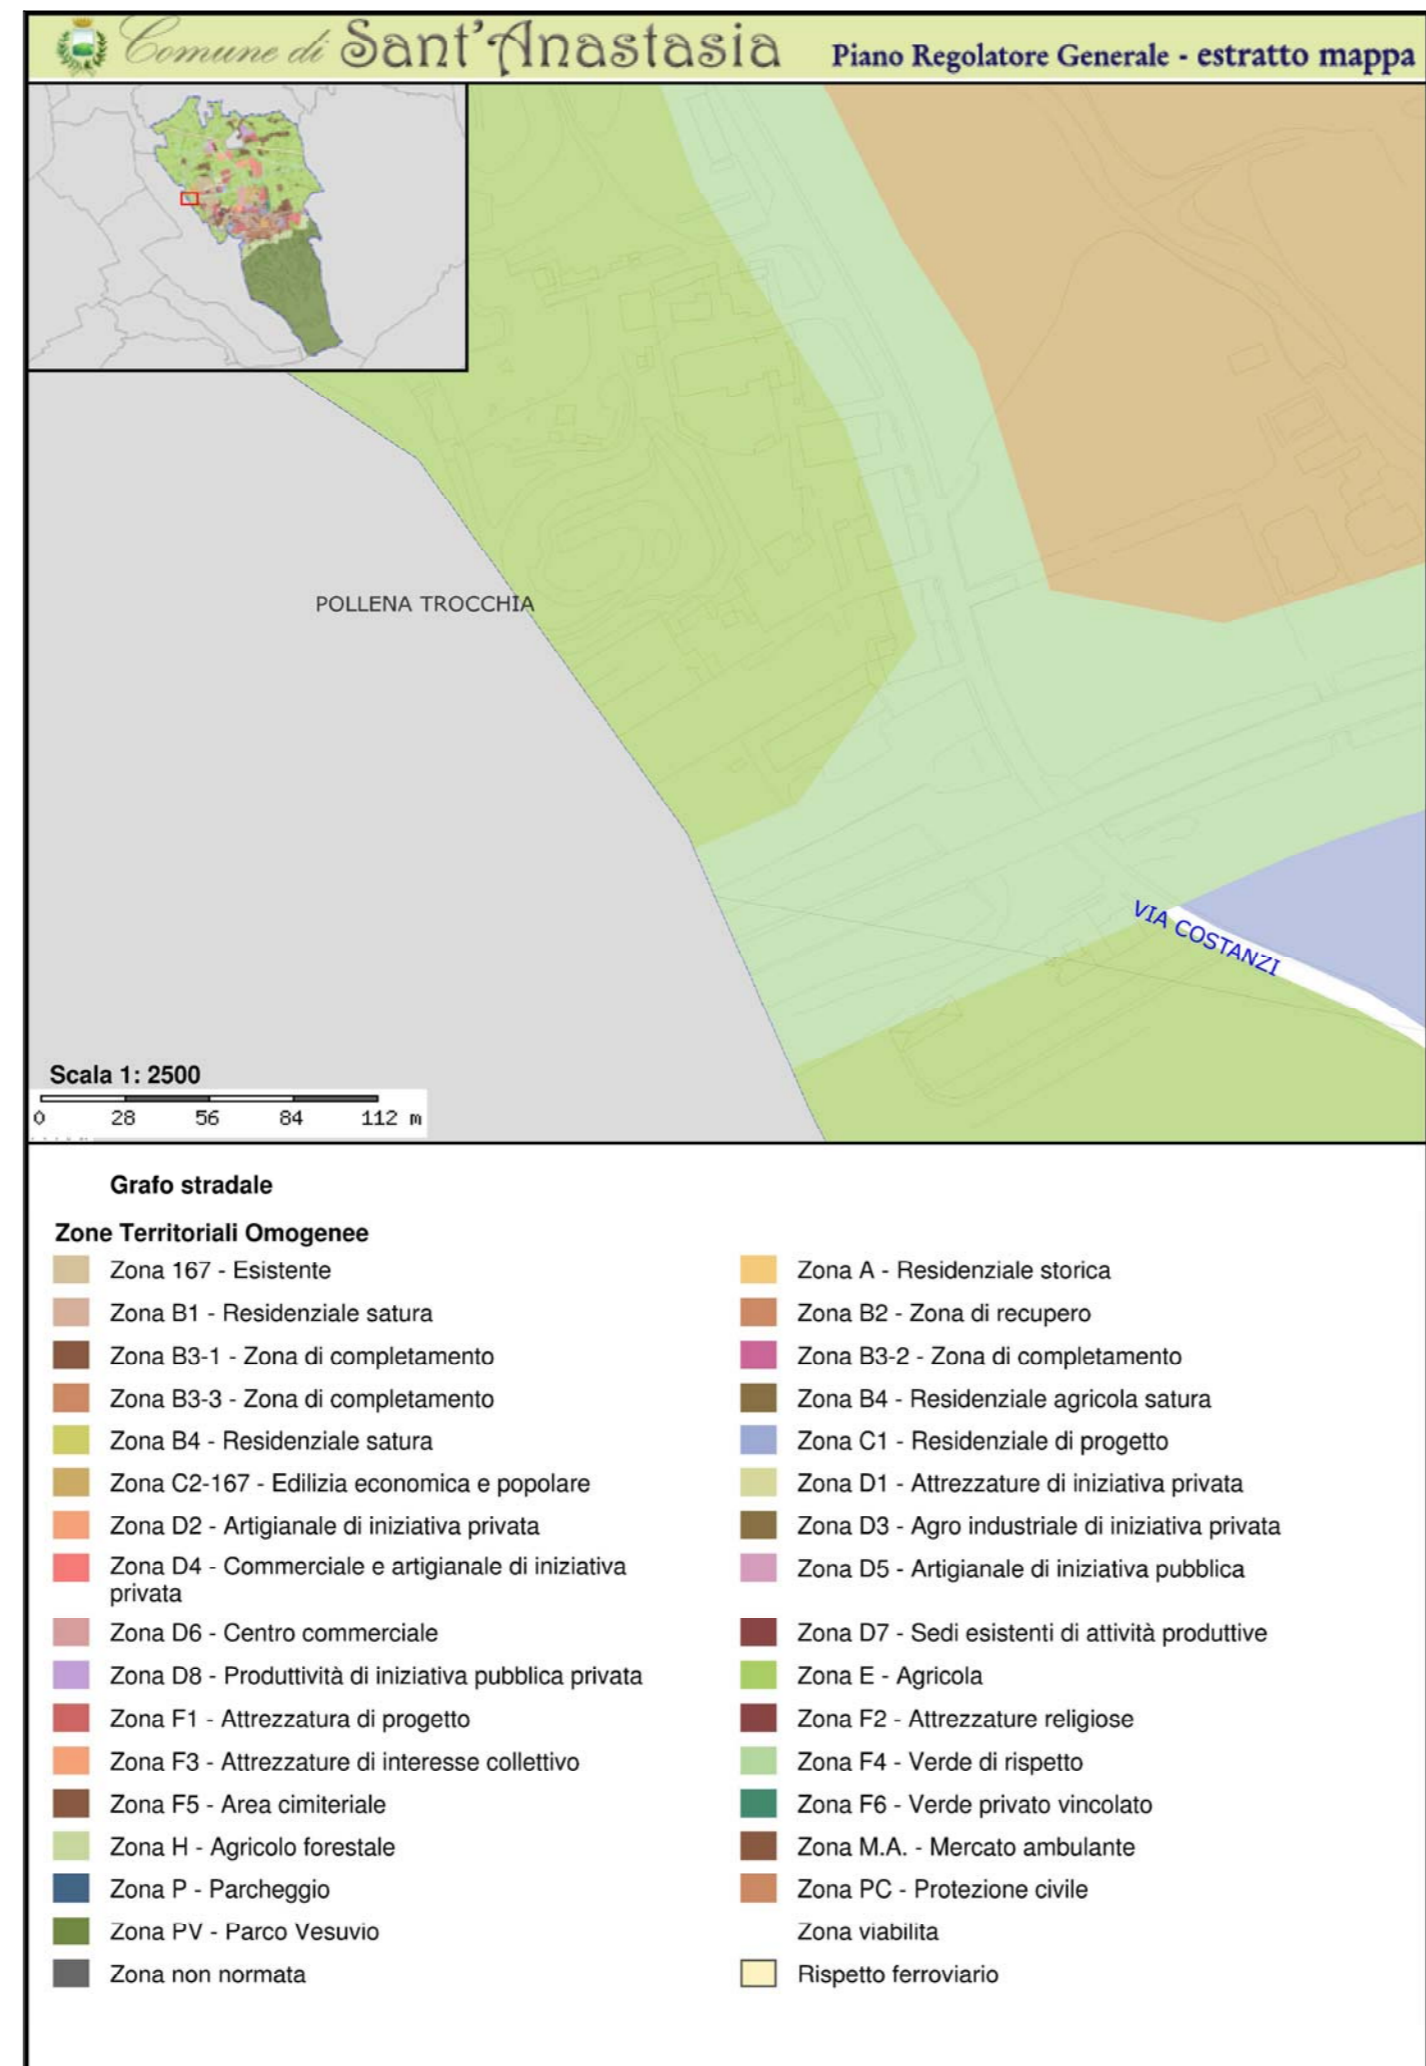 Comune di Sant'Anastasia Piano Regolatore Generale - estratto mappa
POLLENA TROCCHIA
VIA COSTANZI
Scala 1: 2500
0 28 56 84 112 m
Grafo stradale
Zone Territoriali Omogenee
Zona 167 - Esistente
Zona A - Residenziale storica
Zona B1 - Residenziale satura
Zona B2 - Zona di recupero
Zona B3-1 - Zona di completamento
Zona B3-2 - Zona di completamento
Zona B3-3 - Zona di completamento
Zona B4 - Residenziale agricola satura
Zona B4 - Residenziale satura
Zona C1 - Residenziale di progetto
Zona C2-167 - Edilizia economica e popolare
Zona D1 - Attrezzature di iniziativa privata
Zona D2 - Artigianale di iniziativa privata
Zona D3 - Agro industriale di iniziativa privata
Zona D4 - Commerciale e artigianale di iniziativa
privata
Zona D5 - Artigianale di iniziativa pubblica
Zona D6 - Centro commerciale
Zona D7 - Sedi esistenti di attività produttive
Zona D8 - Produttività di iniziativa pubblica privata
Zona E - Agricola
Zona F1 - Attrezzatura di progetto
Zona F2 - Attrezzature religiose
Zona F3 - Attrezzature di interesse collettivo
Zona F4 - Verde di rispetto
Zona F5 - Area cimiteriale
Zona F6 - Verde privato vincolato
Zona H - Agricolo forestale
Zona M.A. - Mercato ambulante
Zona P - Parcheggio
Zona PC - Protezione civile
Zona PV - Parco Vesuvio
Zona viabilita
Zona non normata
Rispetto ferroviario